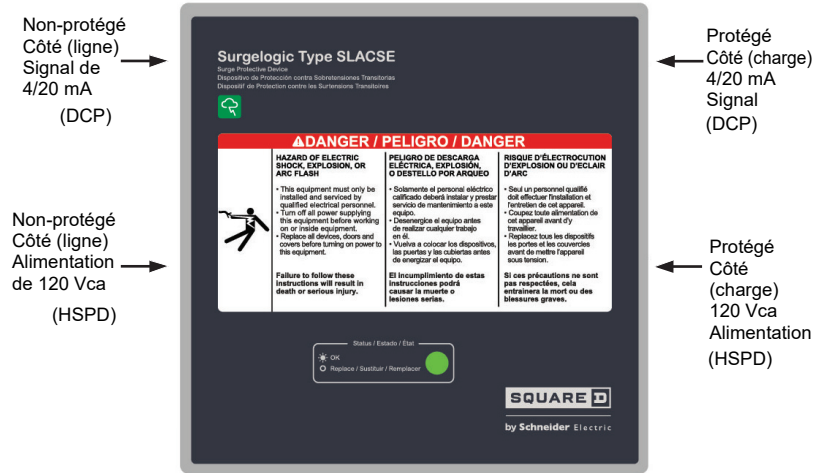 Non-protégé
Côté (ligne)
Signal de
4/20 mA
(DCP)
Non-protégé
Côté (ligne)
Alimentation
de 120 Vca
(HSPD)
Surgelogic Type SLACSE
Surge Protective Device
Dispositivo de Protección contra Sobretensiones Transitorias
Dispositif de Protection contre les Surtensions Transitoires
⚠DANGER / PELIGRO / DANGER
HAZARD OF ELECTRIC
SHOCK, EXPLOSION, OR
ARC FLASH
• This equipment must only be
installed and serviced by
qualified electrical personnel.
• Turn off all power supplying
this equipment before working
on or inside equipment.
• Replace all devices, doors and
covers before turning on power to
this equipment.
Failure to follow these
instructions will result in
death or serious injury.
PELIGRO DE DESCARGA
ELÉCTRICA, EXPLOSIÓN,
O DESTELLO POR ARQUEO
• Solamente el personal eléctrico
calificado deberá instalar y prestar
servicio de mantenimiento a este
equipo.
• Desenergice el equipo antes
de realizar cualquier trabajo
en él.
• Vuelva a colocar los dispositivos,
las puertas y las cubiertas antes
de energizar el equipo.
El incumplimiento de estas
instrucciones podrá
causar la muerte o
lesiones serias.
RISQUE D'ÉLECTROCUTION
D'EXPLOSION OU D'ECLAIR
D'ARC
• Seul un personnel qualifié
doit effectuer l'installation et
l'entretien de cet appareil.
• Coupez toute alimentation de
cet appareil avant d'y
travailler.
• Replacez tous les dispositifs
les portes et les couvercles
avant de mettre l'appareil
sous tension.
Si ces précautions ne sont
pas respectées, cela
entrainera la mort ou des
blessures graves.
Status / Estado / État
OK
Replace / Sustituir / Remplacer
SQUARE D
by Schneider Electric
Protégé
Côté (charge)
4/20 mA
Signal
(DCP)
Protégé
Côté
(charge)
120 Vca
Alimentation
(HSPD)